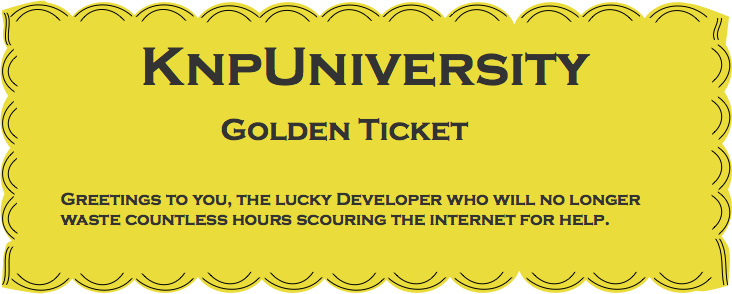 KnpUniversity
Golden Ticket
Greetings to you, the lucky Developer who will no longer
waste countless hours scouring the internet for help.